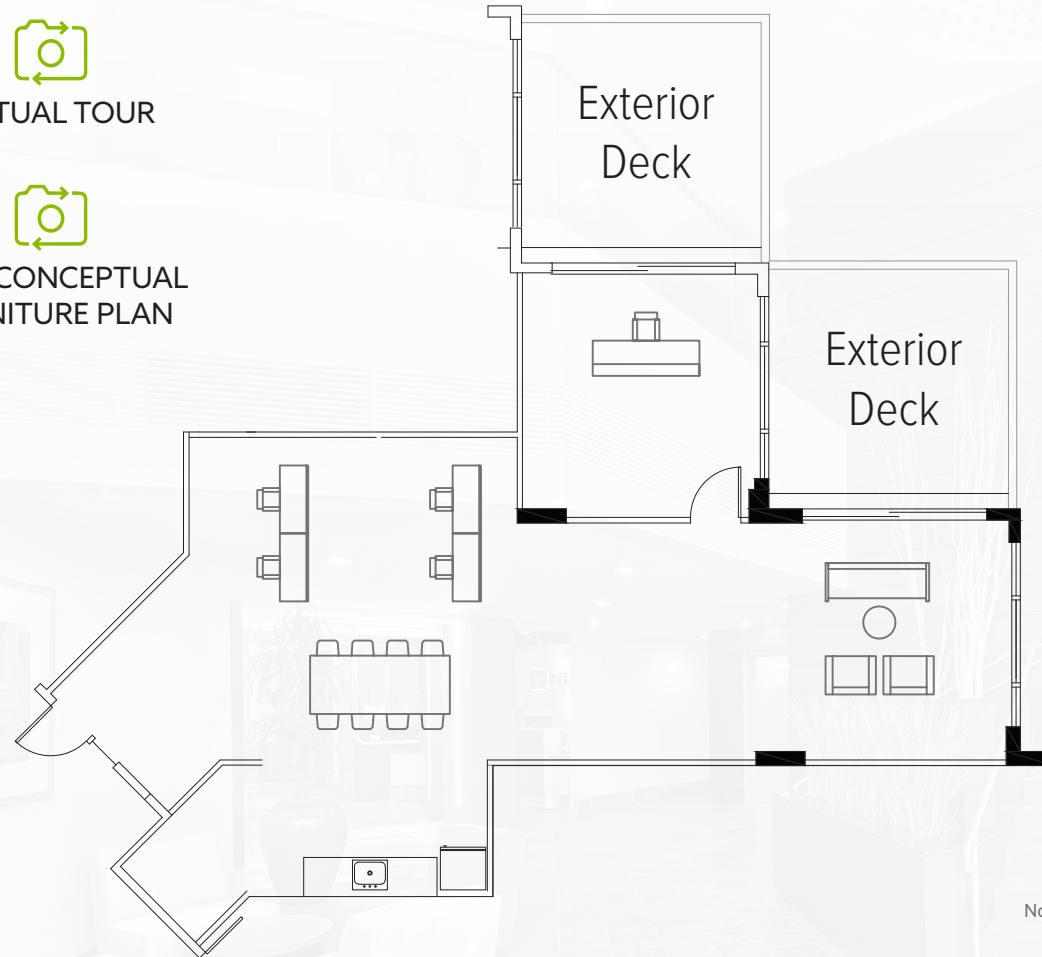 TUAL TOUR
CONCEPTUAL
NITURE PLAN
Exterior
Deck
Exterior
Deck
No